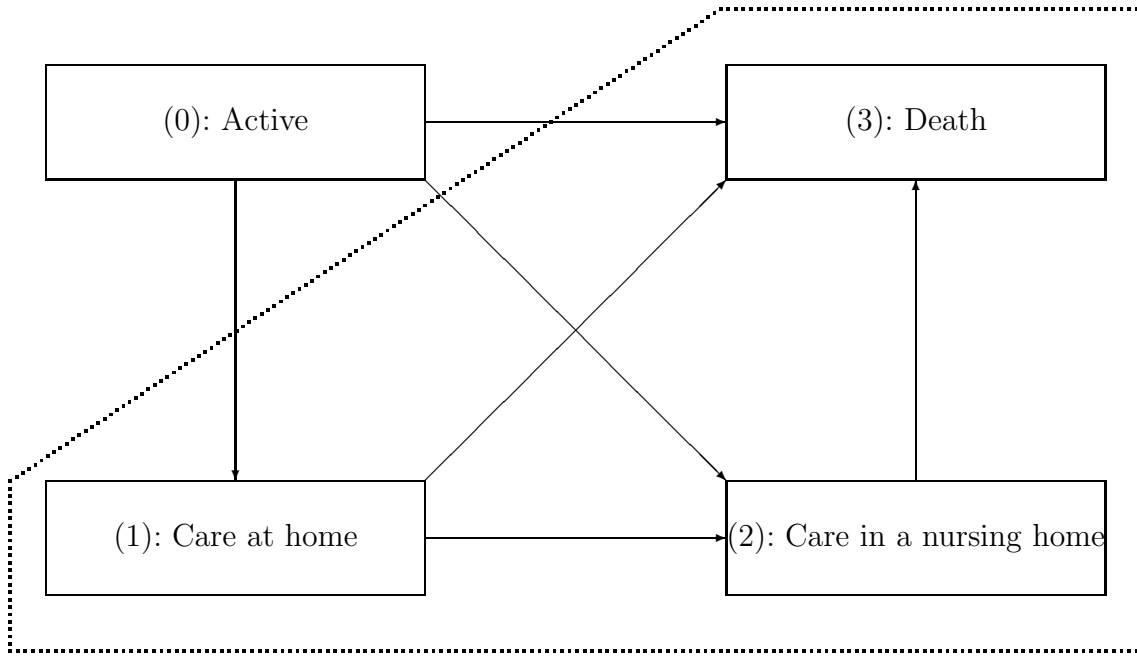 (0): Active
(3): Death
(1): Care at home
(2): Care in a nursing home